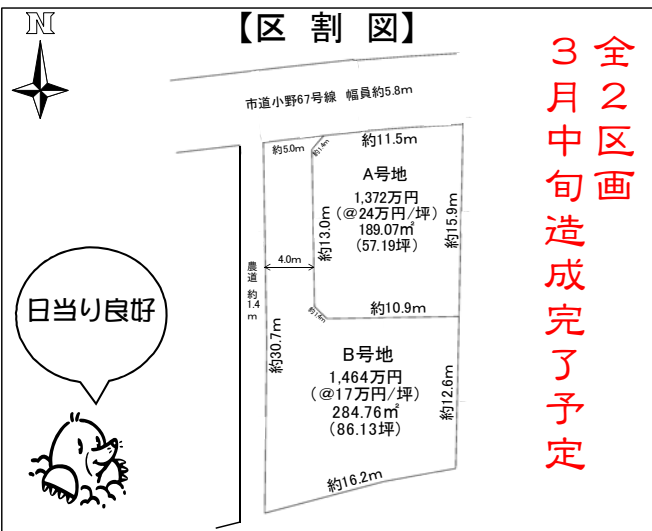 N
【区 割 図】
市道小野67号線 幅員約5.8m
約5.0m
約1.4m
約11.5m
A号地
1,372万円
(@24万円/坪)
189.07㎡
(57.19坪)
約13.0m
約15.9m
4.0m
農道 約1.4m
約1.4m
約10.9m
約30.7m
B号地
1,464万円
(@17万円/坪)
284.76㎡
(86.13坪)
約12.6m
約16.2m
全2区画
3月中旬造成完了予定
日当り良好